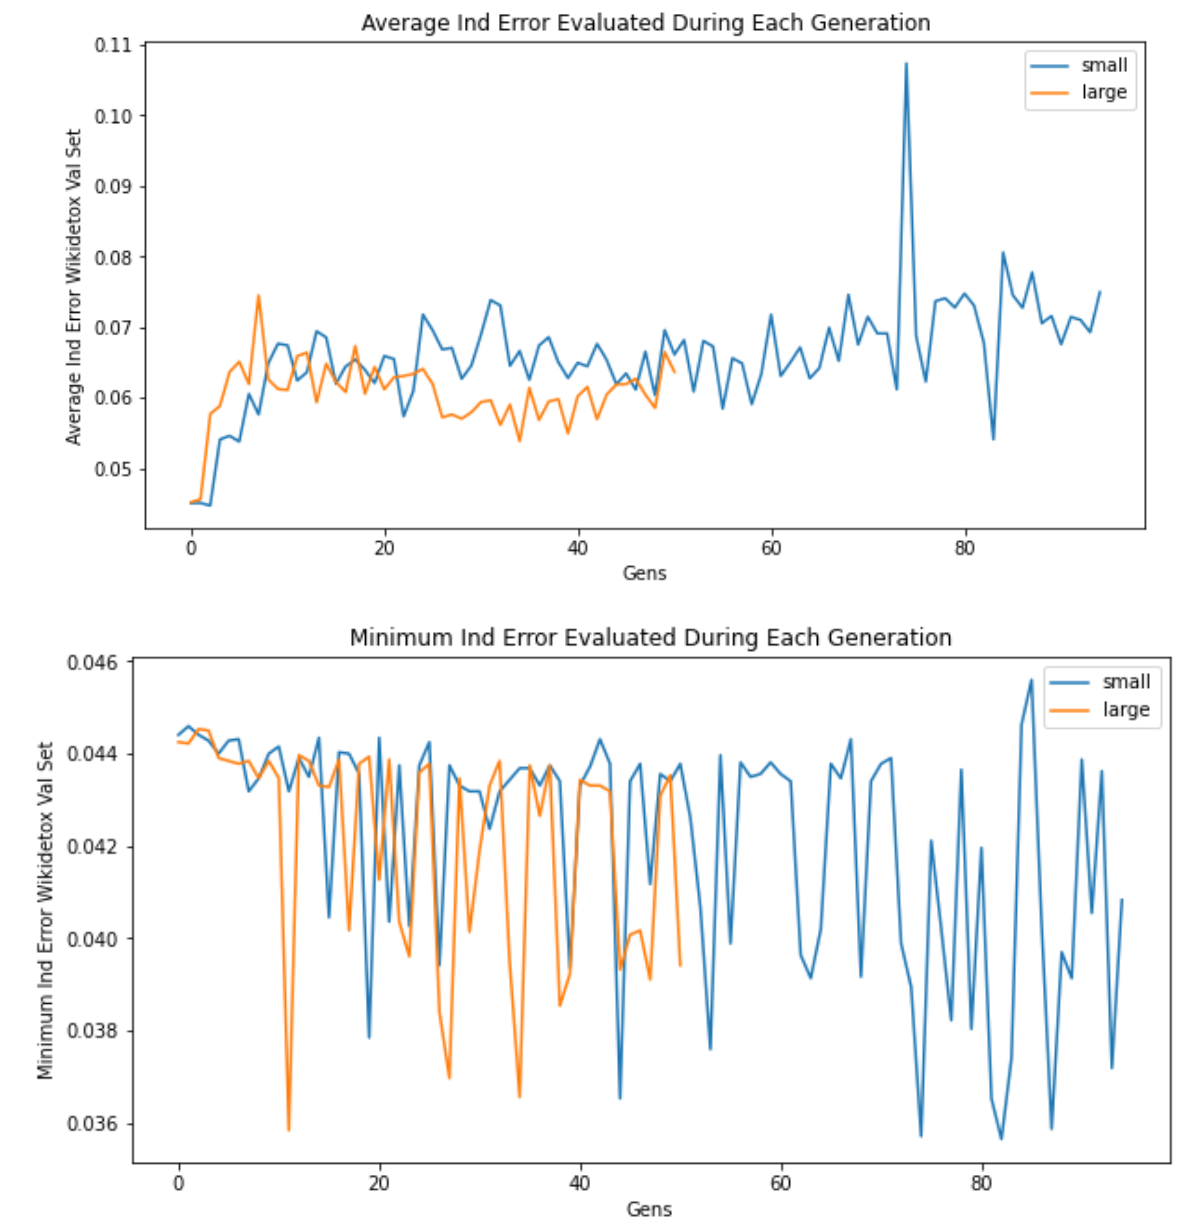 Average Ind Error Evaluated During Each Generation
Average Ind Error Wikidetox Val Set
0.11
0.10
0.09
0.08
0.07
0.06
0.05
small
large
0 20 40 60 80
Gens
Minimum Ind Error Evaluated During Each Generation
Minimum Ind Error Wikidetox Val Set
0.046
0.044
0.042
0.040
0.038
0.036
small
large
0 20 40 60 80
Gens